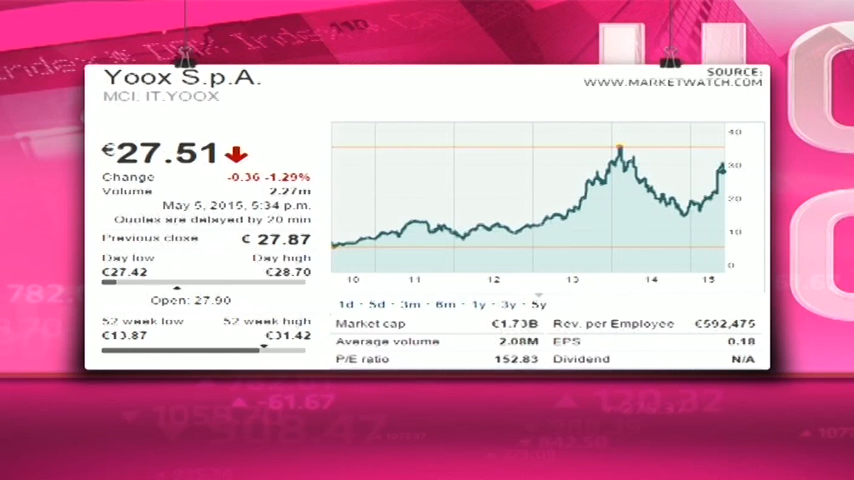 Yoox S.p.A.
MCI. IT.YOOX
SOURCE:
WWW.MARKETWATCH.COM
€27.51
Change -0.36 -1.29%
Volume 2.27m
May 5, 2015, 5:34 p.m.
Quotes are delayed by 20 min
Previous close € 27.87
Day low Day high
€27.42 €28.70
Open: 27.90
52 week low 52 week high
€13.87 €31.42
40
30
20
10
0
10 11 12 13 14 15
1d · 5d · 3m · 6m · 1y · 3y · 5y
Market cap €1.73B Rev. per Employee €592,475
Average volume 2.08M EPS 0.18
P/E ratio 152.83 Dividend N/A
-61.67